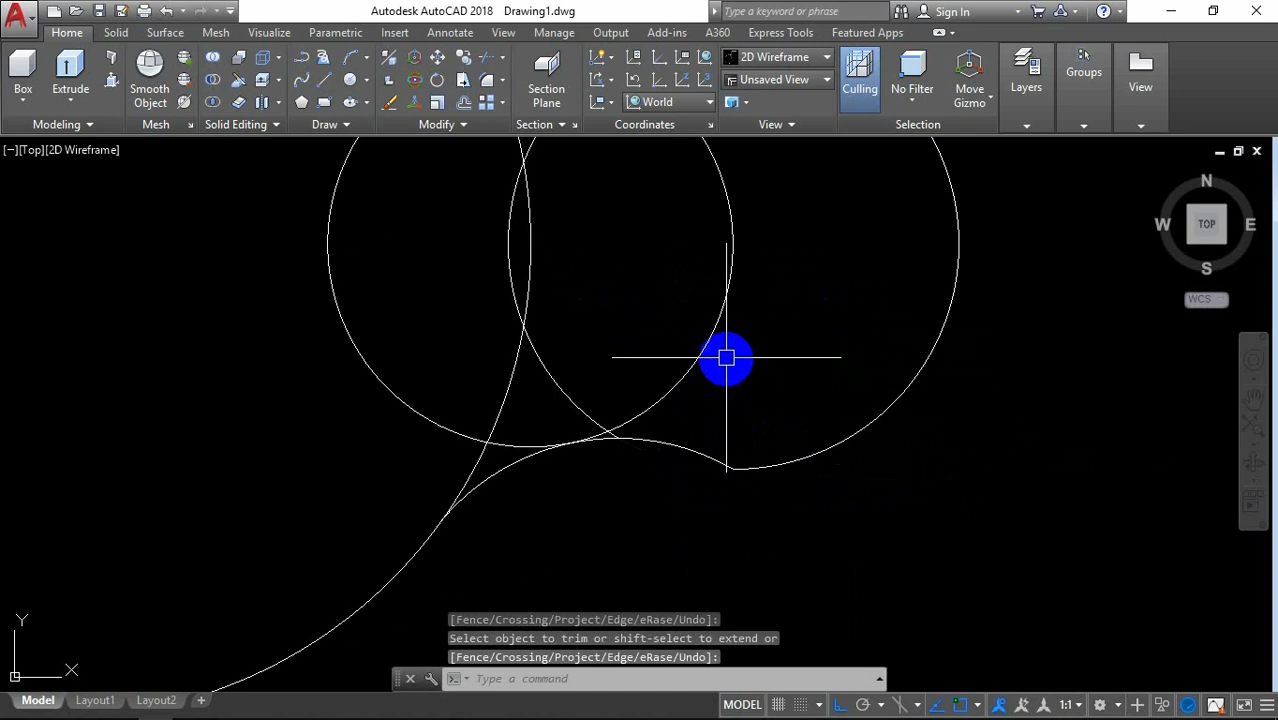 Autodesk AutoCAD 2018 Drawing1.dwg
Type a keyword or phrase
Sign In
Home Solid Surface Mesh Visualize Parametric Insert Annotate View Manage Output Add-ins A360 Express Tools Featured Apps
Box
Extrude
Smooth
Object
Section
Plane
World
2D Wireframe
Unsaved View
Culling
No Filter
Move
Gizmo
Layers
Groups
View
Modeling Mesh Solid Editing Draw Modify Section Coordinates View Selection
[−][Top][2D Wireframe]
N
W TOP E
S
WCS
Y
X
[Fence/Crossing/Project/Edge/eRase/Undo]:
Select object to trim or shift-select to extend or
[Fence/Crossing/Project/Edge/eRase/Undo]:
Type a command
Model Layout1 Layout2
MODEL
1:1